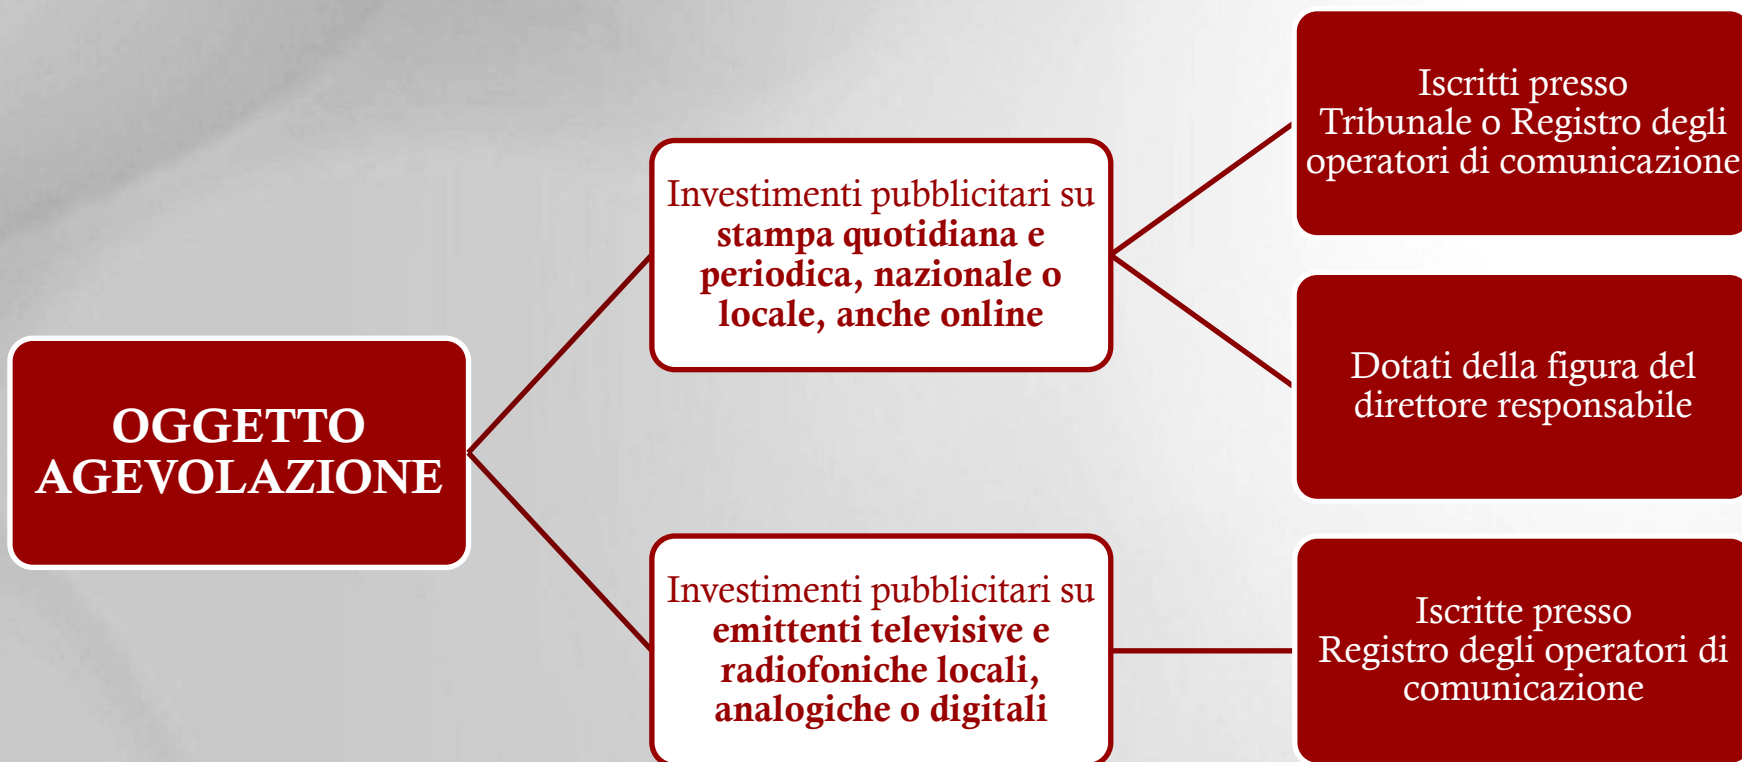 OGGETTO
AGEVOLAZIONE
Investimenti pubblicitari su
stampa quotidiana e
periodica, nazionale o
locale, anche online
Iscritti presso
Tribunale o Registro degli
operatori di comunicazione
Dotati della figura del
direttore responsabile
Investimenti pubblicitari su
emittenti televisive e
radiofoniche locali,
analogiche o digitali
Iscritte presso
Registro degli operatori di
comunicazione